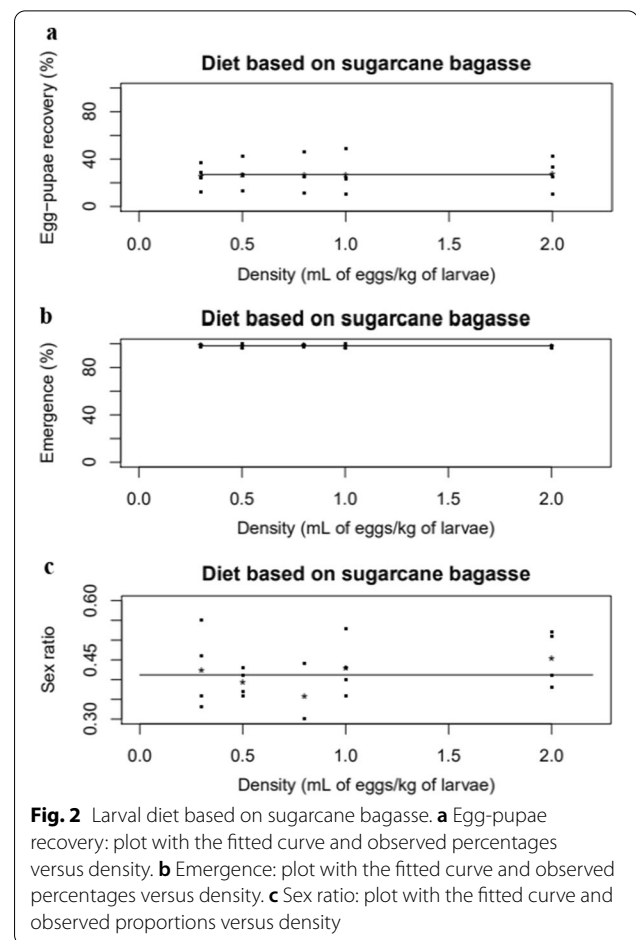 a
Diet based on sugarcane bagasse
Egg-pupae recovery (%)
80
40
0
0.0 0.5 1.0 1.5 2.0
Density (mL of eggs/kg of larvae)
b
Diet based on sugarcane bagasse
Emergence (%)
80
40
0
0.0 0.5 1.0 1.5 2.0
Density (mL of eggs/kg of larvae)
c
Diet based on sugarcane bagasse
Sex ratio
0.60
0.45
0.30
0.0 0.5 1.0 1.5 2.0
Density (mL of eggs/kg of larvae)
Fig. 2 Larval diet based on sugarcane bagasse. a Egg-pupae
recovery: plot with the fitted curve and observed percentages
versus density. b Emergence: plot with the fitted curve and observed
percentages versus density. c Sex ratio: plot with the fitted curve and
observed proportions versus density